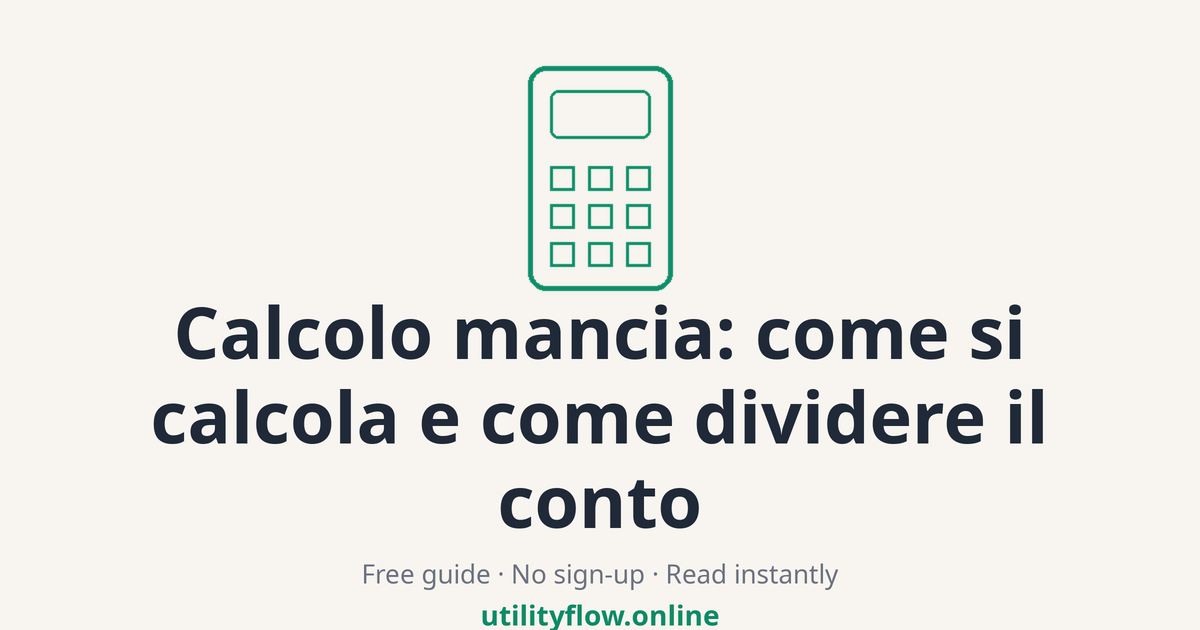 Calcolo mancia: come si
calcola e come dividere il
conto
Free guide · No sign-up · Read instantly
utilityflow.online